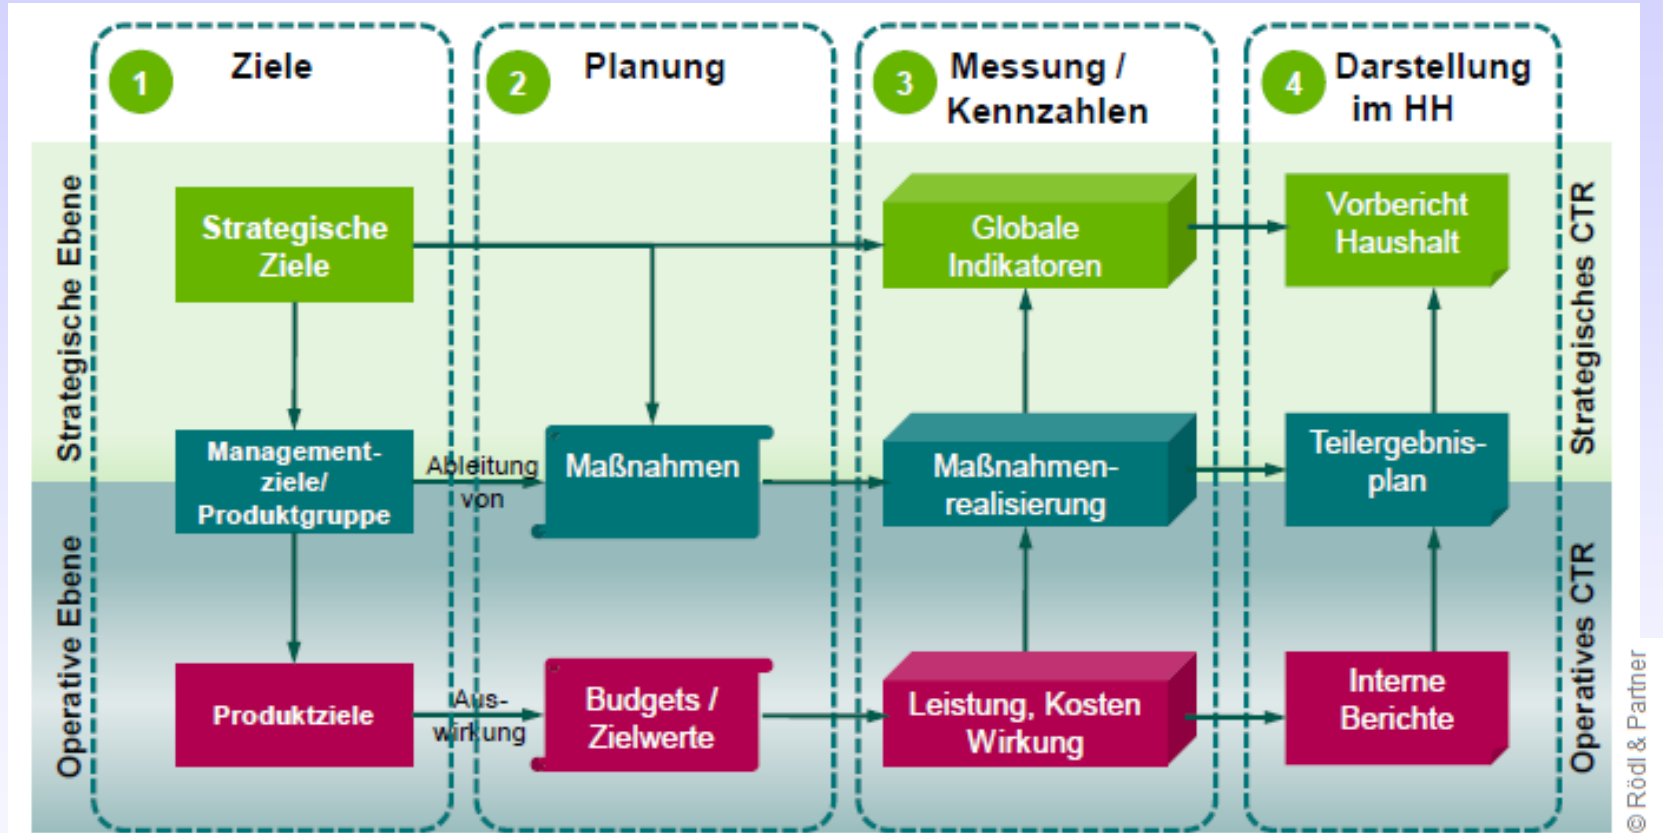 1
Ziele
2
Planung
3
Messung /
Kennzahlen
4
Darstellung
im HH
Strategische Ebene
Strategische
Ziele
Globale
Indikatoren
Vorbericht
Haushalt
Strategisches CTR
Management-
ziele/
Produktgruppe
Ableitung
von
Maßnahmen
Maßnahmen-
realisierung
Teilergebnis-
plan
Operative Ebene
Produktziele
Aus-
wirkung
Budgets /
Zielwerte
Leistung, Kosten
Wirkung
Interne
Berichte
Operatives CTR
© Rödl & Partner